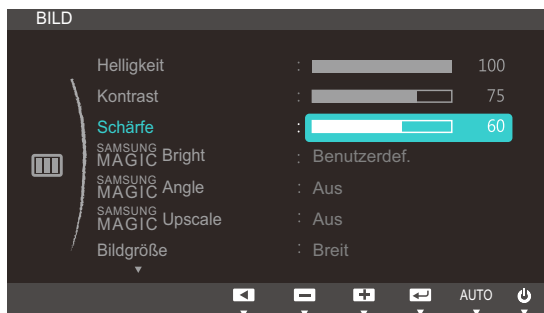 BILD
Helligkeit : 100
Kontrast : 75
Schärfe : 60
SAMSUNG MAGIC Bright : Benutzerdef.
SAMSUNG MAGIC Angle : Aus
SAMSUNG MAGIC Upscale : Aus
Bildgröße : Breit
AUTO